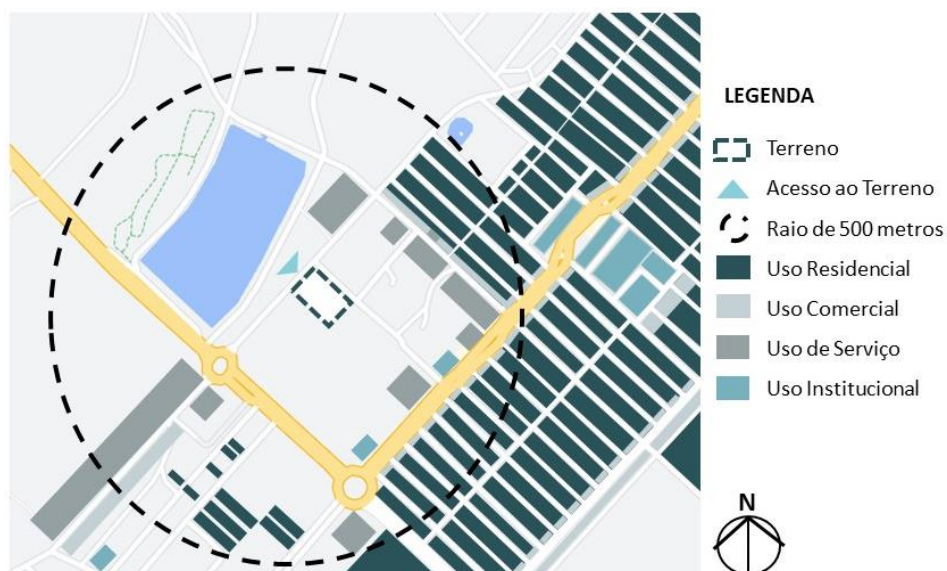 LEGENDA
Terreno
Acesso ao Terreno
Raio de 500 metros
Uso Residencial
Uso Comercial
Uso de Serviço
Uso Institucional
N